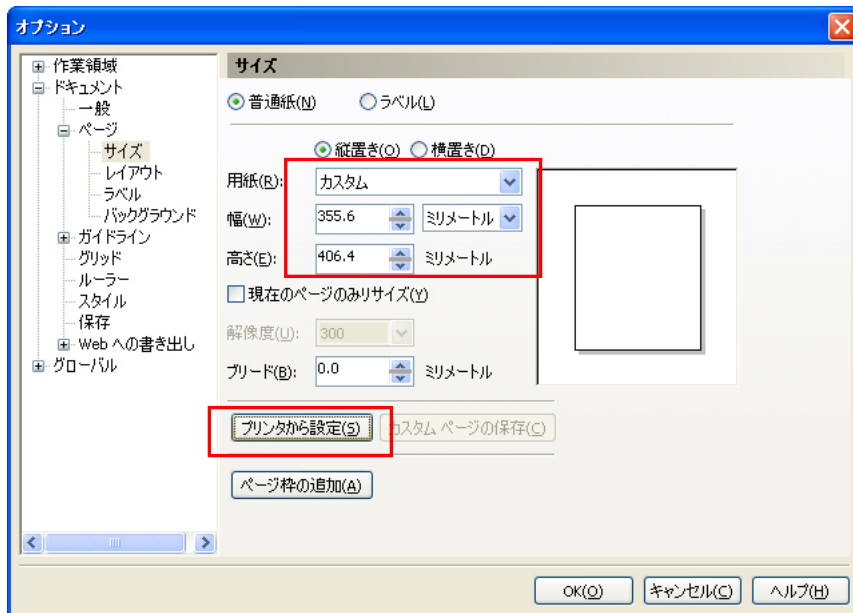 オプション
作業領域
ドキュメント
一般
ページ
サイズ
レイアウト
ラベル
バックグラウンド
ガイドライン
グリッド
ルーラー
スタイル
保存
Web への書き出し
グローバル
サイズ
普通紙(N) ラベル(L)
縦置き(O) 横置き(D)
用紙(R): カスタム
幅(W): 355.6 ミリメートル
高さ(E): 406.4 ミリメートル
現在のページのみリサイズ(Y)
解像度(U): 300
ブリード(B): 0.0 ミリメートル
プリンタから設定(S) カスタム ページの保存(C)
ページ枠の追加(A)
OK(O) キャンセル(C) ヘルプ(H)